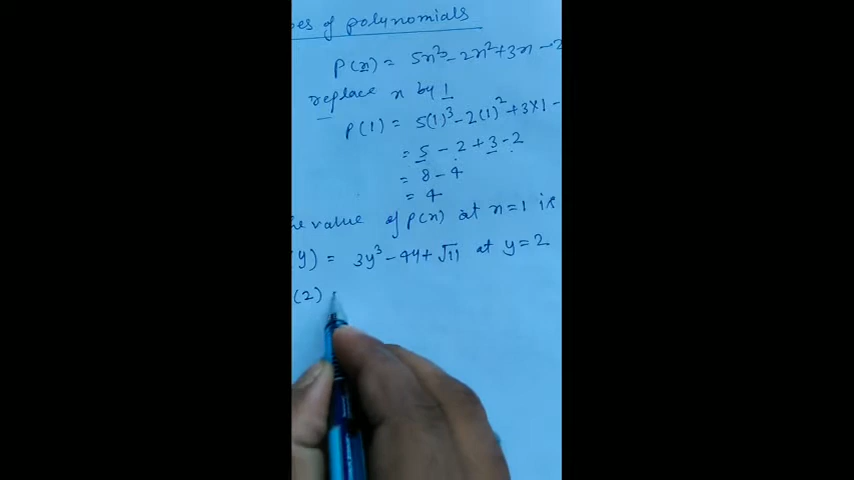 es of polynomials
P(x) = 5x³ - 2x² + 3x - 2
replace x by 1
P(1) = 5(1)³ - 2(1)² + 3×1 -
= 5 - 2 + 3 - 2
= 8 - 4
= 4
he value of P(x) at x = 1 is
(y) = 3y³ - 4y + √11 at y = 2
(2)